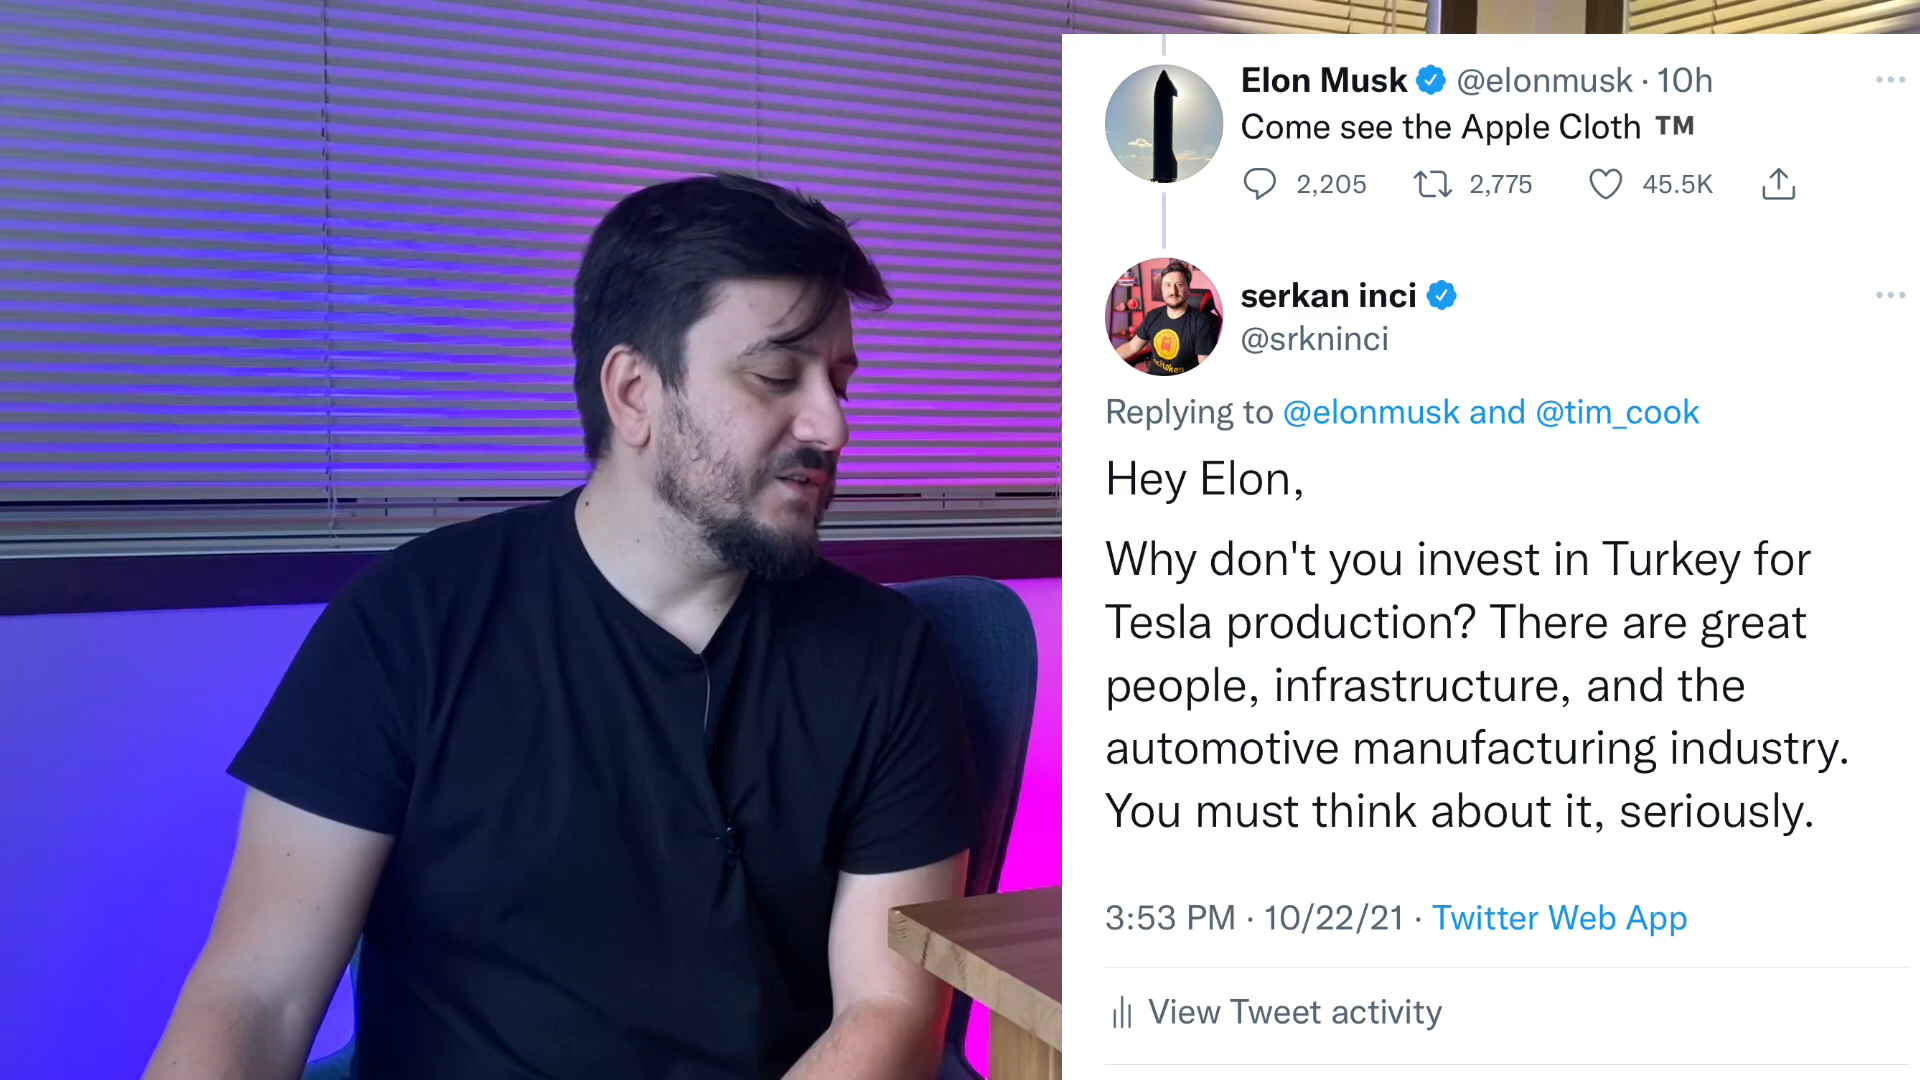 Elon Musk @elonmusk · 10h
Come see the Apple Cloth ™
2,205 2,775 45.5K
serkan inci
@srkninci
Replying to @elonmusk and @tim_cook
Hey Elon,
Why don't you invest in Turkey for
Tesla production? There are great
people, infrastructure, and the
automotive manufacturing industry.
You must think about it, seriously.
3:53 PM · 10/22/21 · Twitter Web App
View Tweet activity